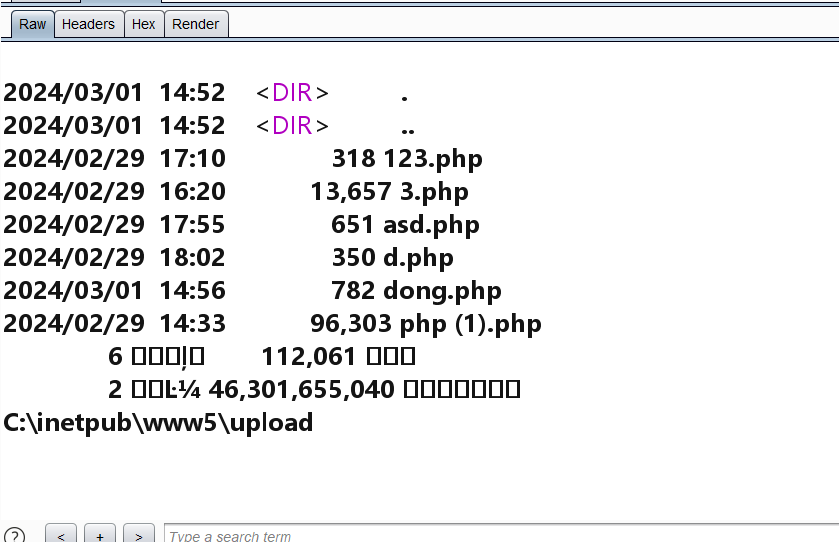 Raw Headers Hex Render
2024/03/01 14:52 <DIR> .
2024/03/01 14:52 <DIR> ..
2024/02/29 17:10 318 123.php
2024/02/29 16:20 13,657 3.php
2024/02/29 17:55 651 asd.php
2024/02/29 18:02 350 d.php
2024/03/01 14:56 782 dong.php
2024/02/29 14:33 96,303 php (1).php
6 112,061
2 46,301,655,040
C:\inetpub\www5\upload
? < + > Type a search term